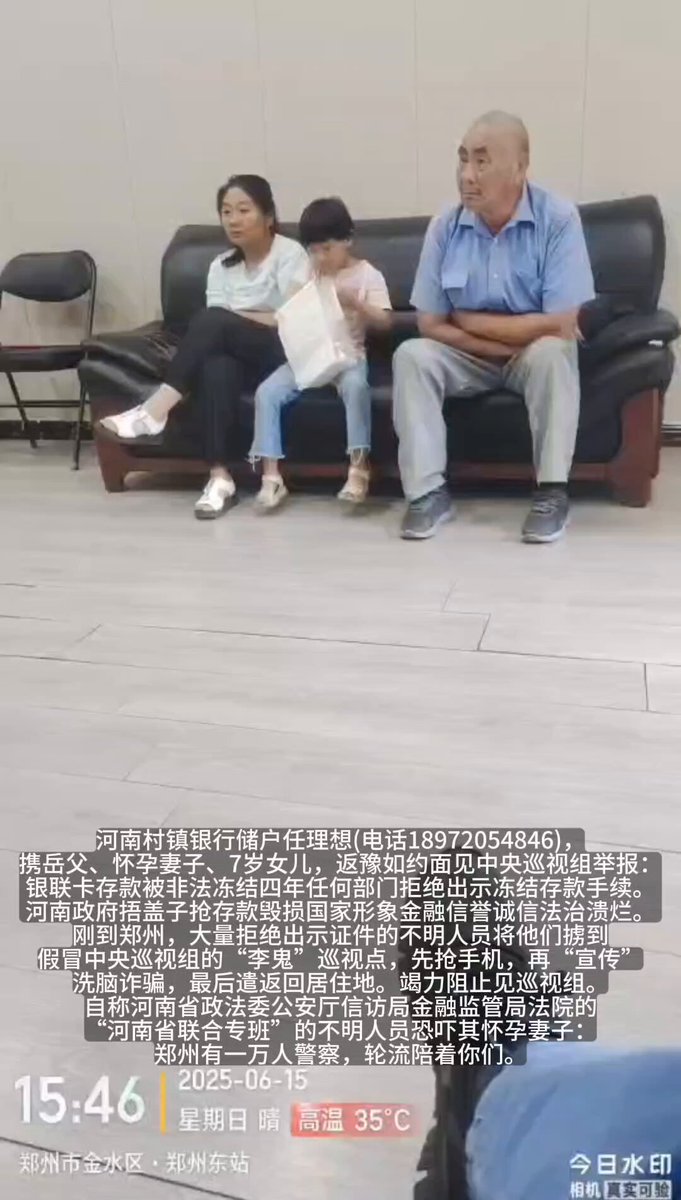 河南村镇银行储户任理想(电话18972054846)，
携岳父、怀孕妻子、7岁女儿，返豫如约面见中央巡视组举报：
银联卡存款被非法冻结四年任何部门拒绝出示冻结存款手续。
河南政府捂盖子抢存款毁损国家形象金融信誉诚信法治溃烂。
刚到郑州，大量拒绝出示证件的不明人员将他们掳到
假冒中央巡视组的“李鬼”巡视点，先抢手机，再“宣传”
洗脑诈骗，最后遣返回居住地。竭力阻止见巡视组。
自称河南省政法委公安厅信访局金融监管局法院的
“河南省联合专班”的不明人员恐吓其怀孕妻子：
郑州有一万人警察，轮流陪着你们。
15:46
2025-06-15
星期日 晴 高温 35°C
郑州市金水区·郑州东站
今日水印
相机 真实可验